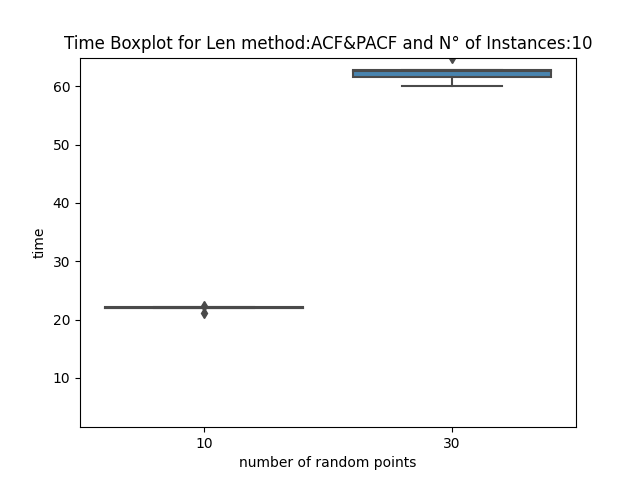 Time Boxplot for Len method:ACF&PACF and N° of Instances:10
60
50
40
30
20
10
time
10 30
number of random points